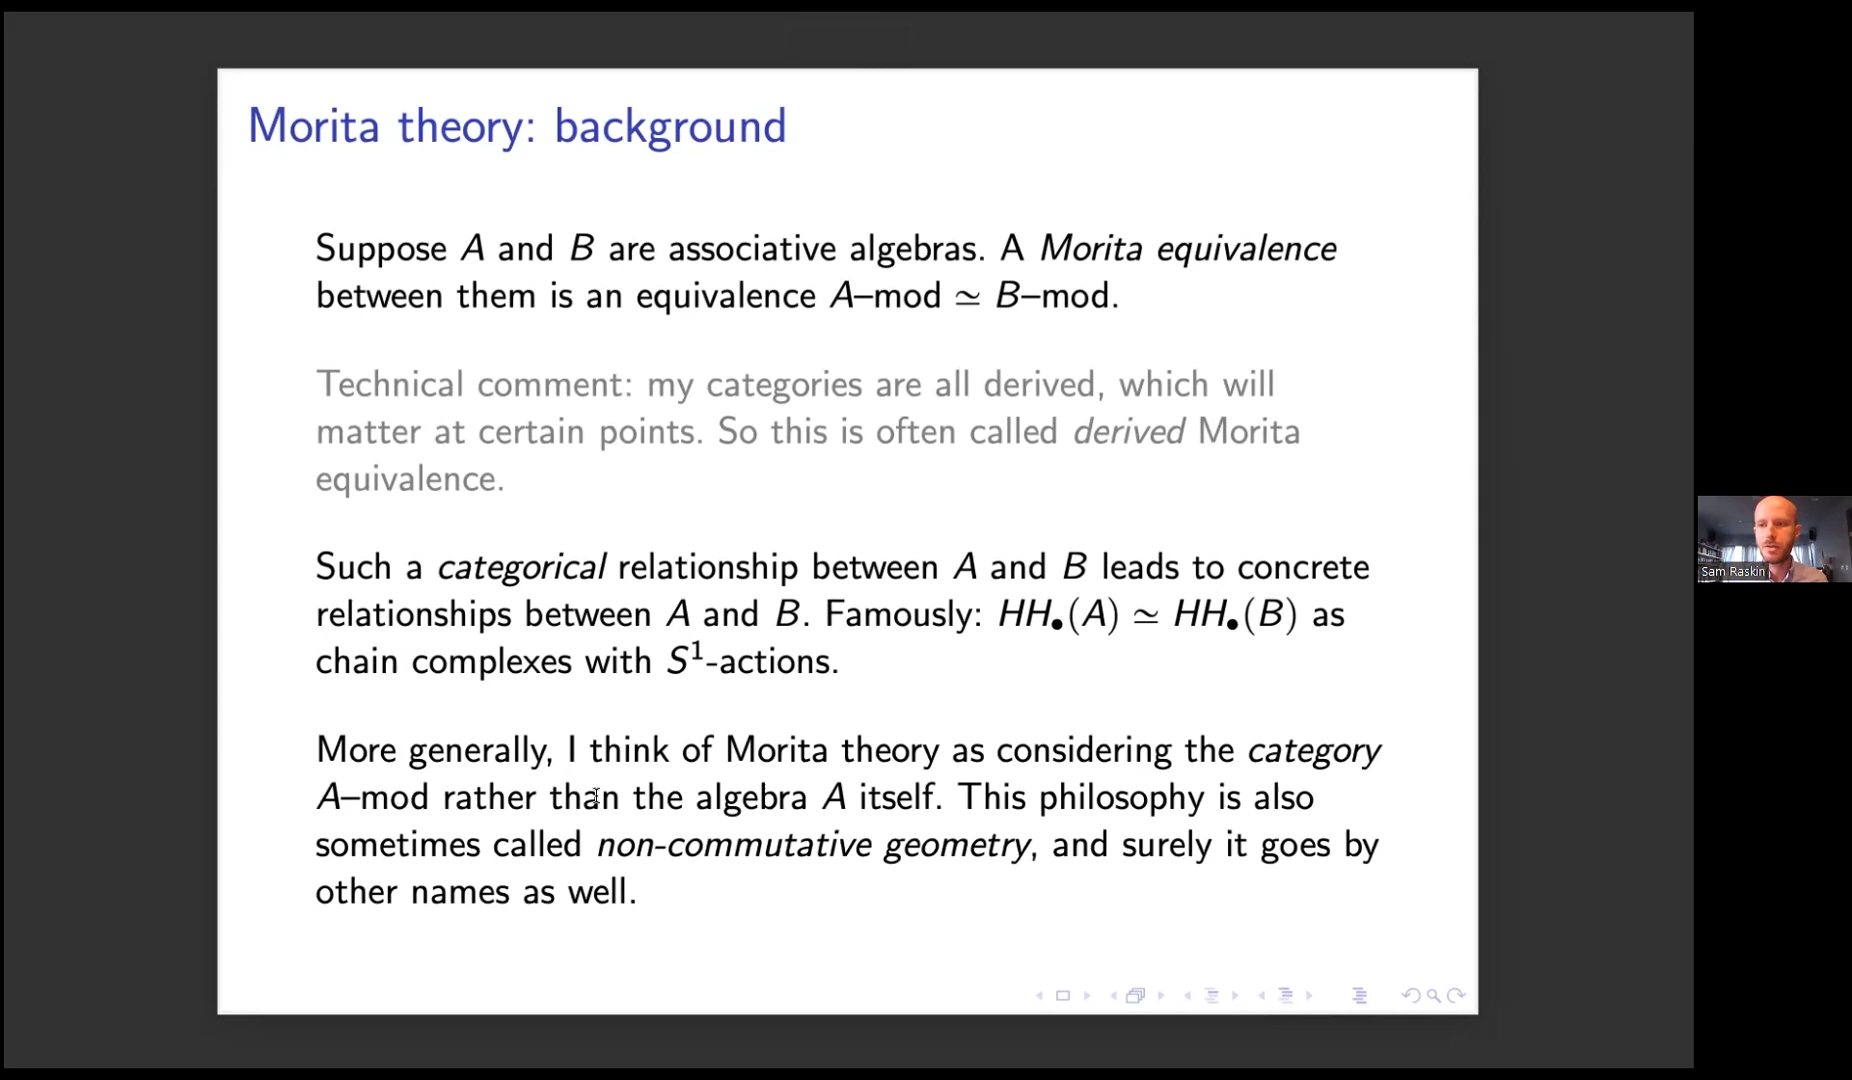 Morita theory: background
Suppose A and B are associative algebras. A Morita equivalence
between them is an equivalence A–mod ≃ B–mod.
Technical comment: my categories are all derived, which will
matter at certain points. So this is often called derived Morita
equivalence.
Such a categorical relationship between A and B leads to concrete
relationships between A and B. Famously: HH•(A) ≃ HH•(B) as
chain complexes with S¹-actions.
More generally, I think of Morita theory as considering the category
A–mod rather than the algebra A itself. This philosophy is also
sometimes called non-commutative geometry, and surely it goes by
other names as well.
Sam Raskin